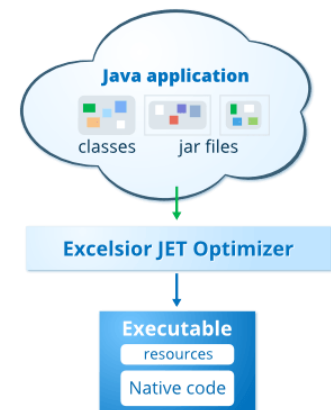 Java application
classes jar files
Excelsior JET Optimizer
Executable
resources
Native code